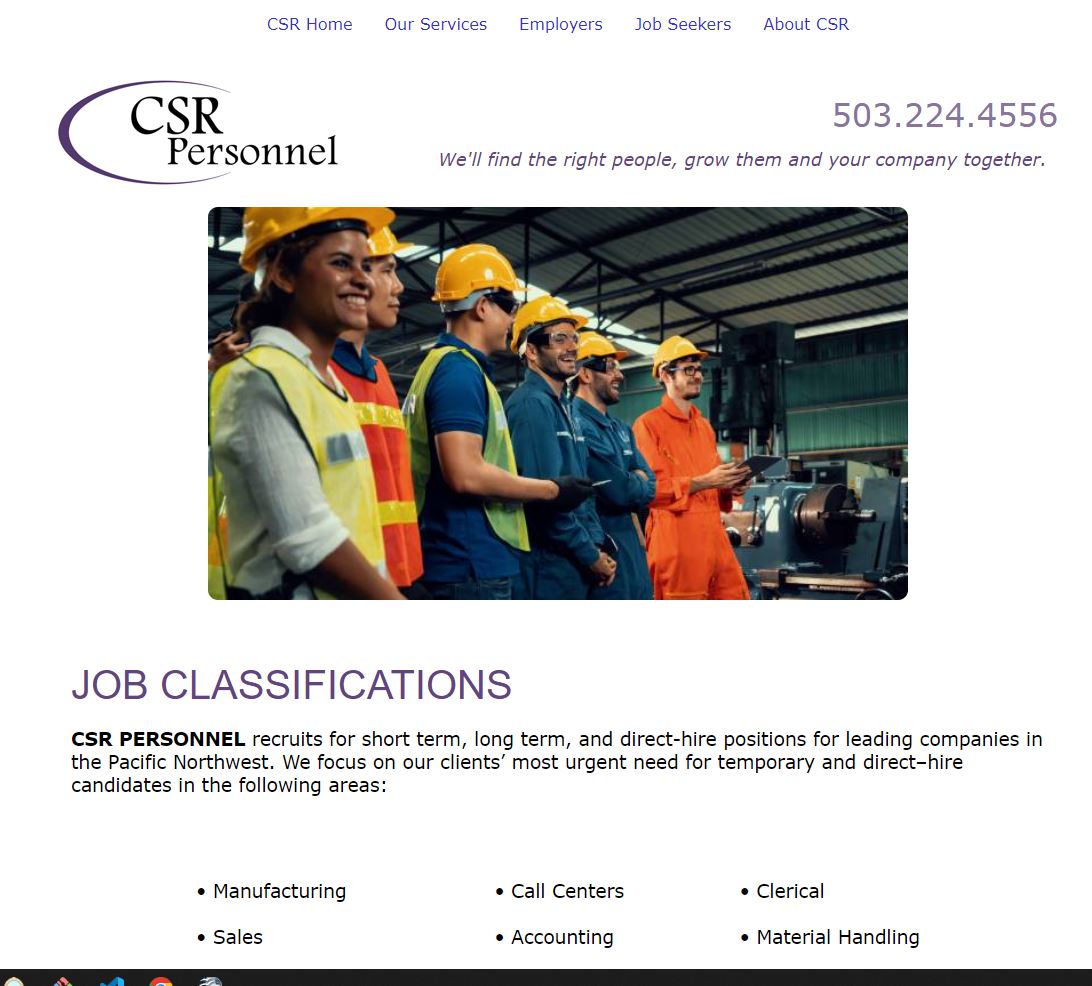 CSR Home Our Services Employers Job Seekers About CSR
CSR
Personnel
503.224.4556
We'll find the right people, grow them and your company together.
JOB CLASSIFICATIONS
CSR PERSONNEL recruits for short term, long term, and direct-hire positions for leading companies in
the Pacific Northwest. We focus on our clients’ most urgent need for temporary and direct–hire
candidates in the following areas:
• Manufacturing • Call Centers • Clerical
• Sales • Accounting • Material Handling